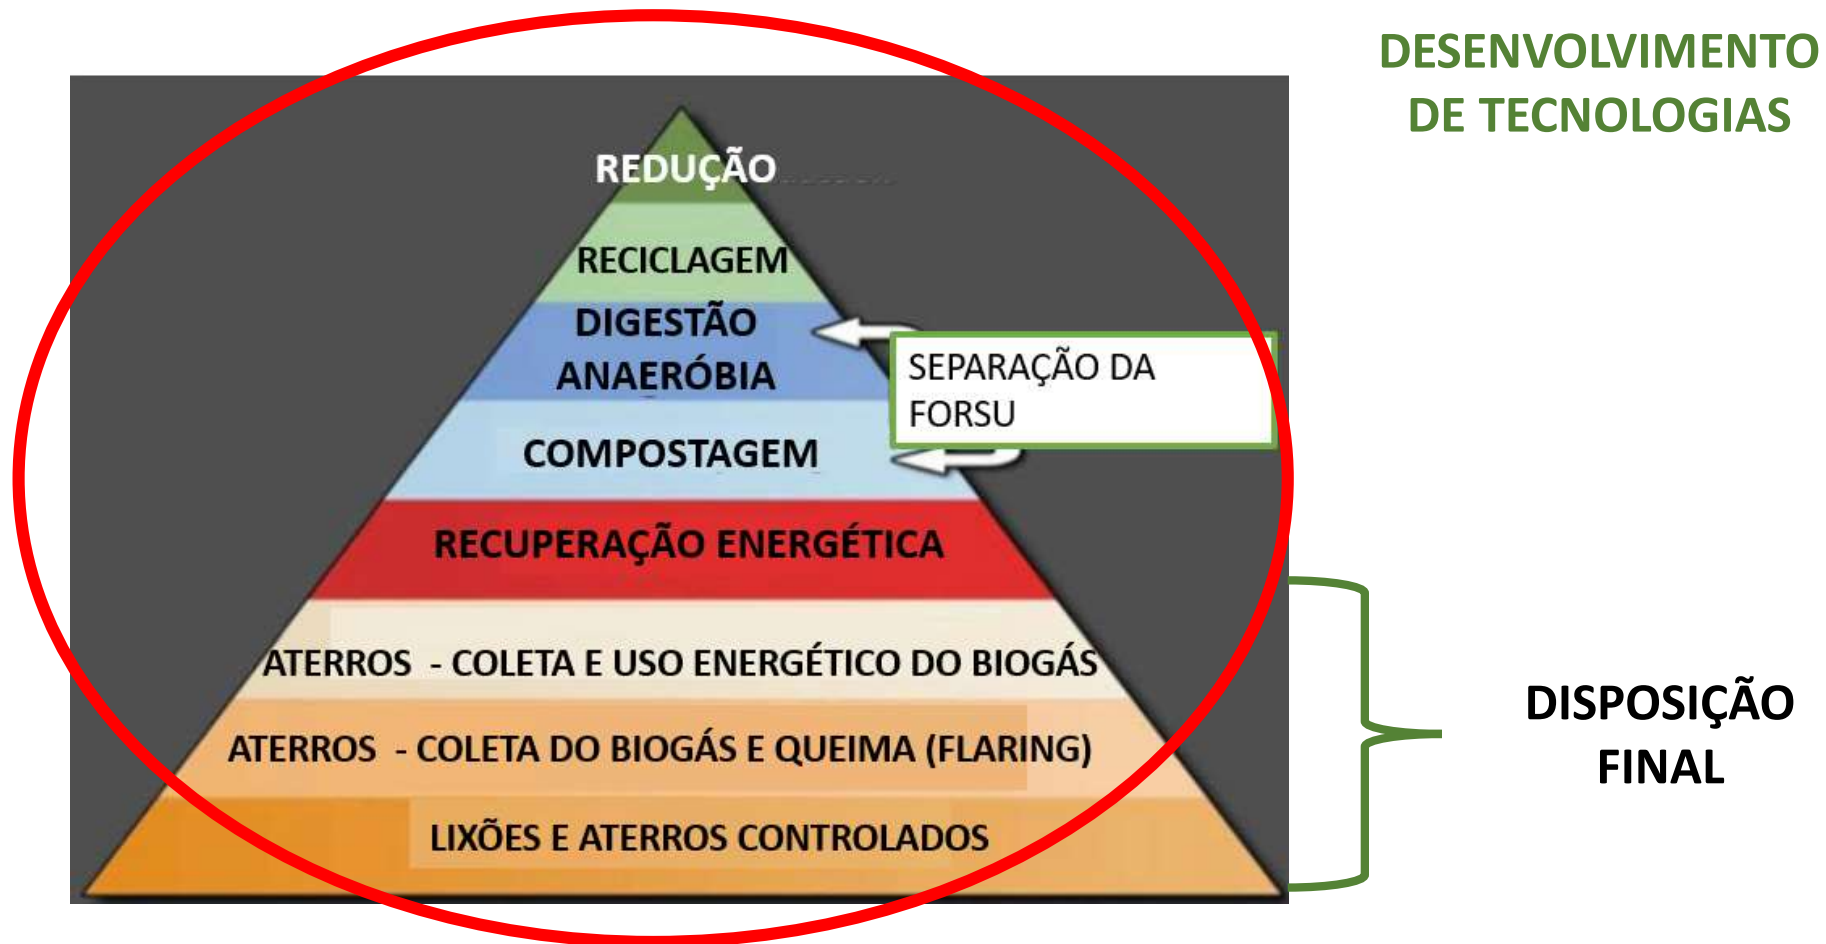 DESENVOLVIMENTO
DE TECNOLOGIAS
REDUÇÃO
RECICLAGEM
DIGESTÃO
ANAERÓBIA
SEPARAÇÃO DA
FORSU
COMPOSTAGEM
RECUPERAÇÃO ENERGÉTICA
ATERROS - COLETA E USO ENERGÉTICO DO BIOGÁS
ATERROS - COLETA DO BIOGÁS E QUEIMA (FLARING)
LIXÕES E ATERROS CONTROLADOS
DISPOSIÇÃO
FINAL